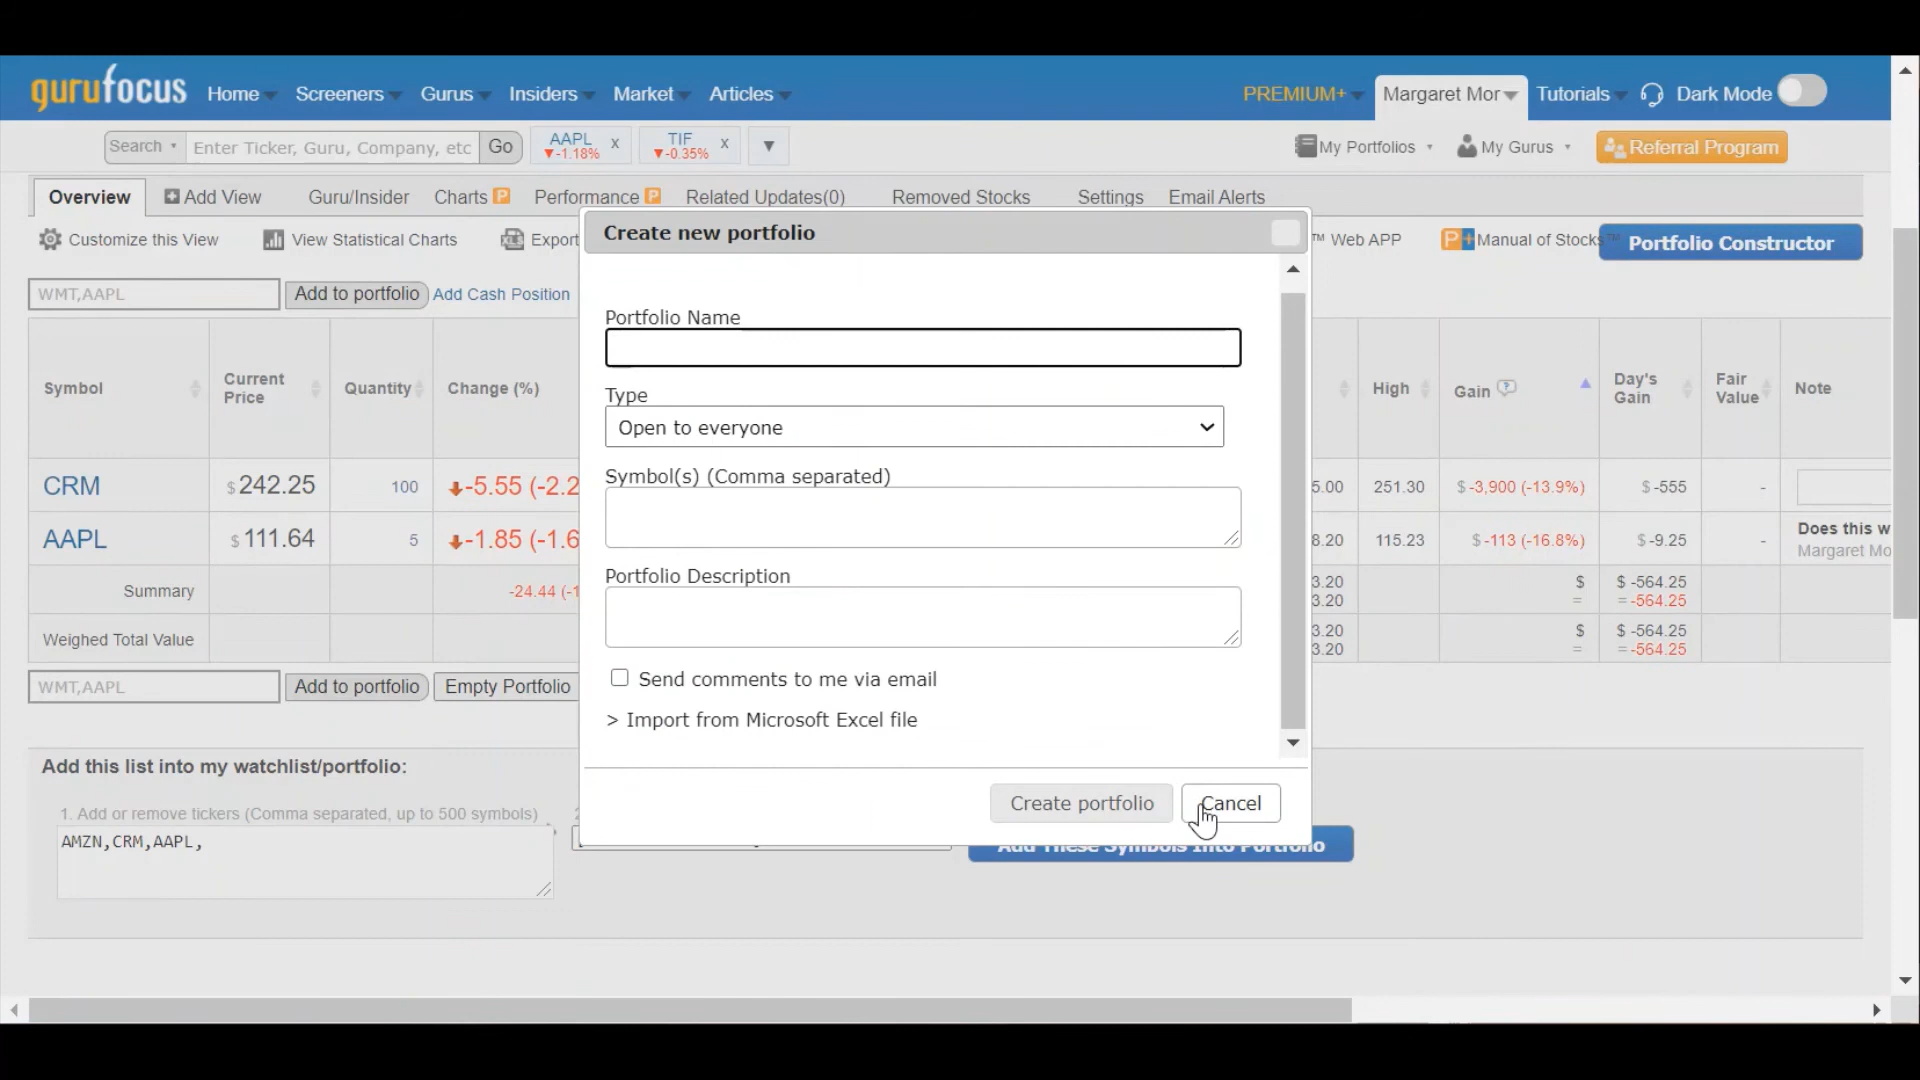 gurufocus Home Screeners Gurus Insiders Market Articles PREMIUM+ Margaret Mor Tutorials Dark Mode
Search Enter Ticker, Guru, Company, etc Go AAPL x TIF x My Portfolios My Gurus Referral Program
▼-1.18% ▼-0.35%
Overview Add View Guru/Insider Charts P Performance P Related Updates(0) Removed Stocks Settings Email Alerts
Customize this View View Statistical Charts XLS Export ™ Web APP P+ Manual of Stocks™ Portfolio Constructor
Create new portfolio
WMT,AAPL Add to portfolio Add Cash Position
Portfolio Name
Symbol Current Price Quantity Change (%) High Gain Day's Gain Fair Value Note
Type
Open to everyone
Symbol(s) (Comma separated)
CRM $242.25 100 -5.55 (-2.2 5.00 251.30 $-3,900 (-13.9%) $-555 -
AAPL $111.64 5 -1.85 (-1.6 8.20 115.23 $-113 (-16.8%) $-9.25 - Does this w
Margaret Mo
Portfolio Description
Summary -24.44 (-1 3.20 $ $ -564.25
3.20 = =-564.25
Weighed Total Value 3.20 $ $ -564.25
3.20 = =-564.25
Send comments to me via email
WMT,AAPL Add to portfolio Empty Portfolio
> Import from Microsoft Excel file
Add this list into my watchlist/portfolio:
Create portfolio Cancel
1. Add or remove tickers (Comma separated, up to 500 symbols)
AMZN,CRM,AAPL,
Add These Symbols Into Portfolio